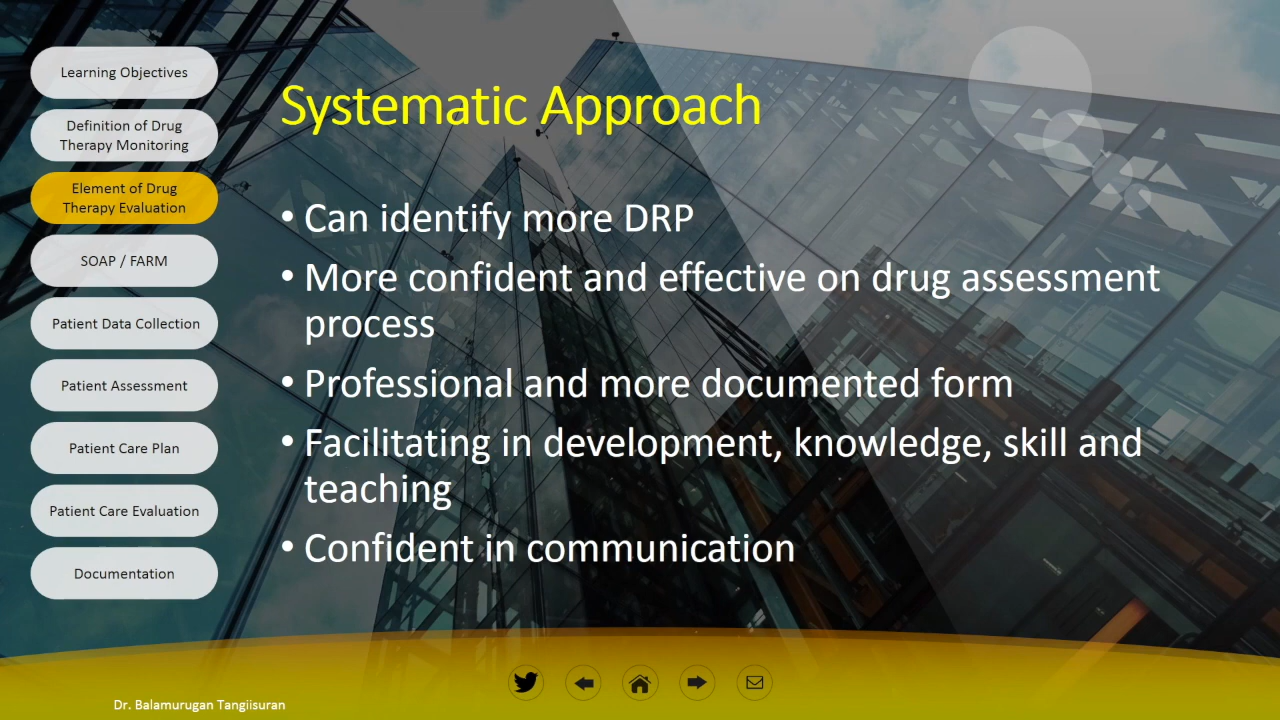 Learning Objectives
Definition of Drug
Therapy Monitoring
Element of Drug
Therapy Evaluation
SOAP / FARM
Patient Data Collection
Patient Assessment
Patient Care Plan
Patient Care Evaluation
Documentation
Systematic Approach
• Can identify more DRP
• More confident and effective on drug assessment
process
• Professional and more documented form
• Facilitating in development, knowledge, skill and
teaching
• Confident in communication
Dr. Balamurugan Tangiisuran